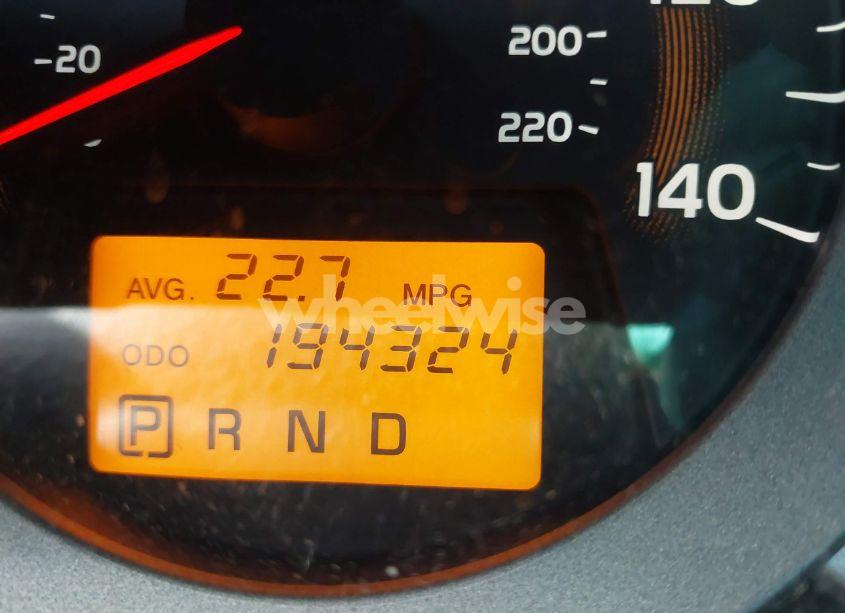 -20
200
220
140
AVG. 22.7 MPG
wheelwise
ODO 194324
P R N D